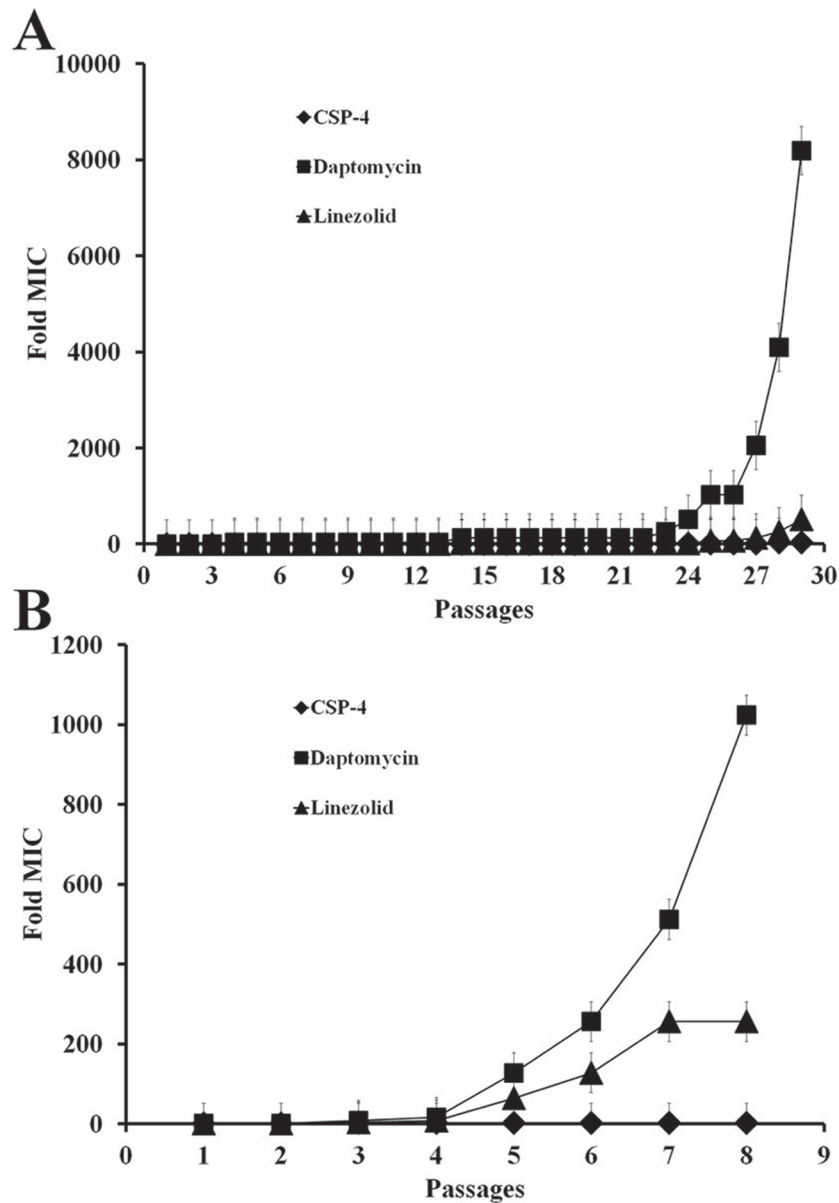 A
10000
8000
6000
4000
2000
0
Fold MIC
CSP-4
Daptomycin
Linezolid
0 3 6 9 12 15 18 21 24 27 30
Passages
B
1200
1000
800
600
400
200
0
Fold MIC
CSP-4
Daptomycin
Linezolid
0 1 2 3 4 5 6 7 8 9
Passages